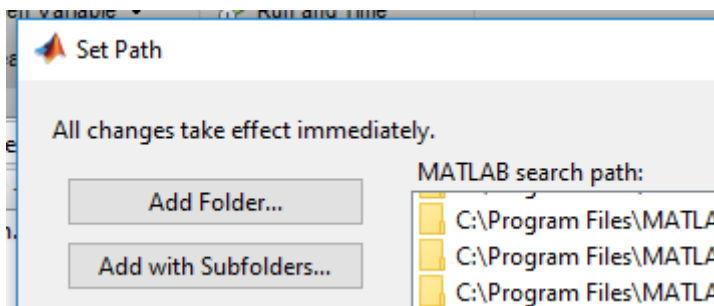 Run and Time
Set Path
All changes take effect immediately.
MATLAB search path:
Add Folder...
C:\Program Files\MATLA
C:\Program Files\MATLA
Add with Subfolders...
C:\Program Files\MATLA